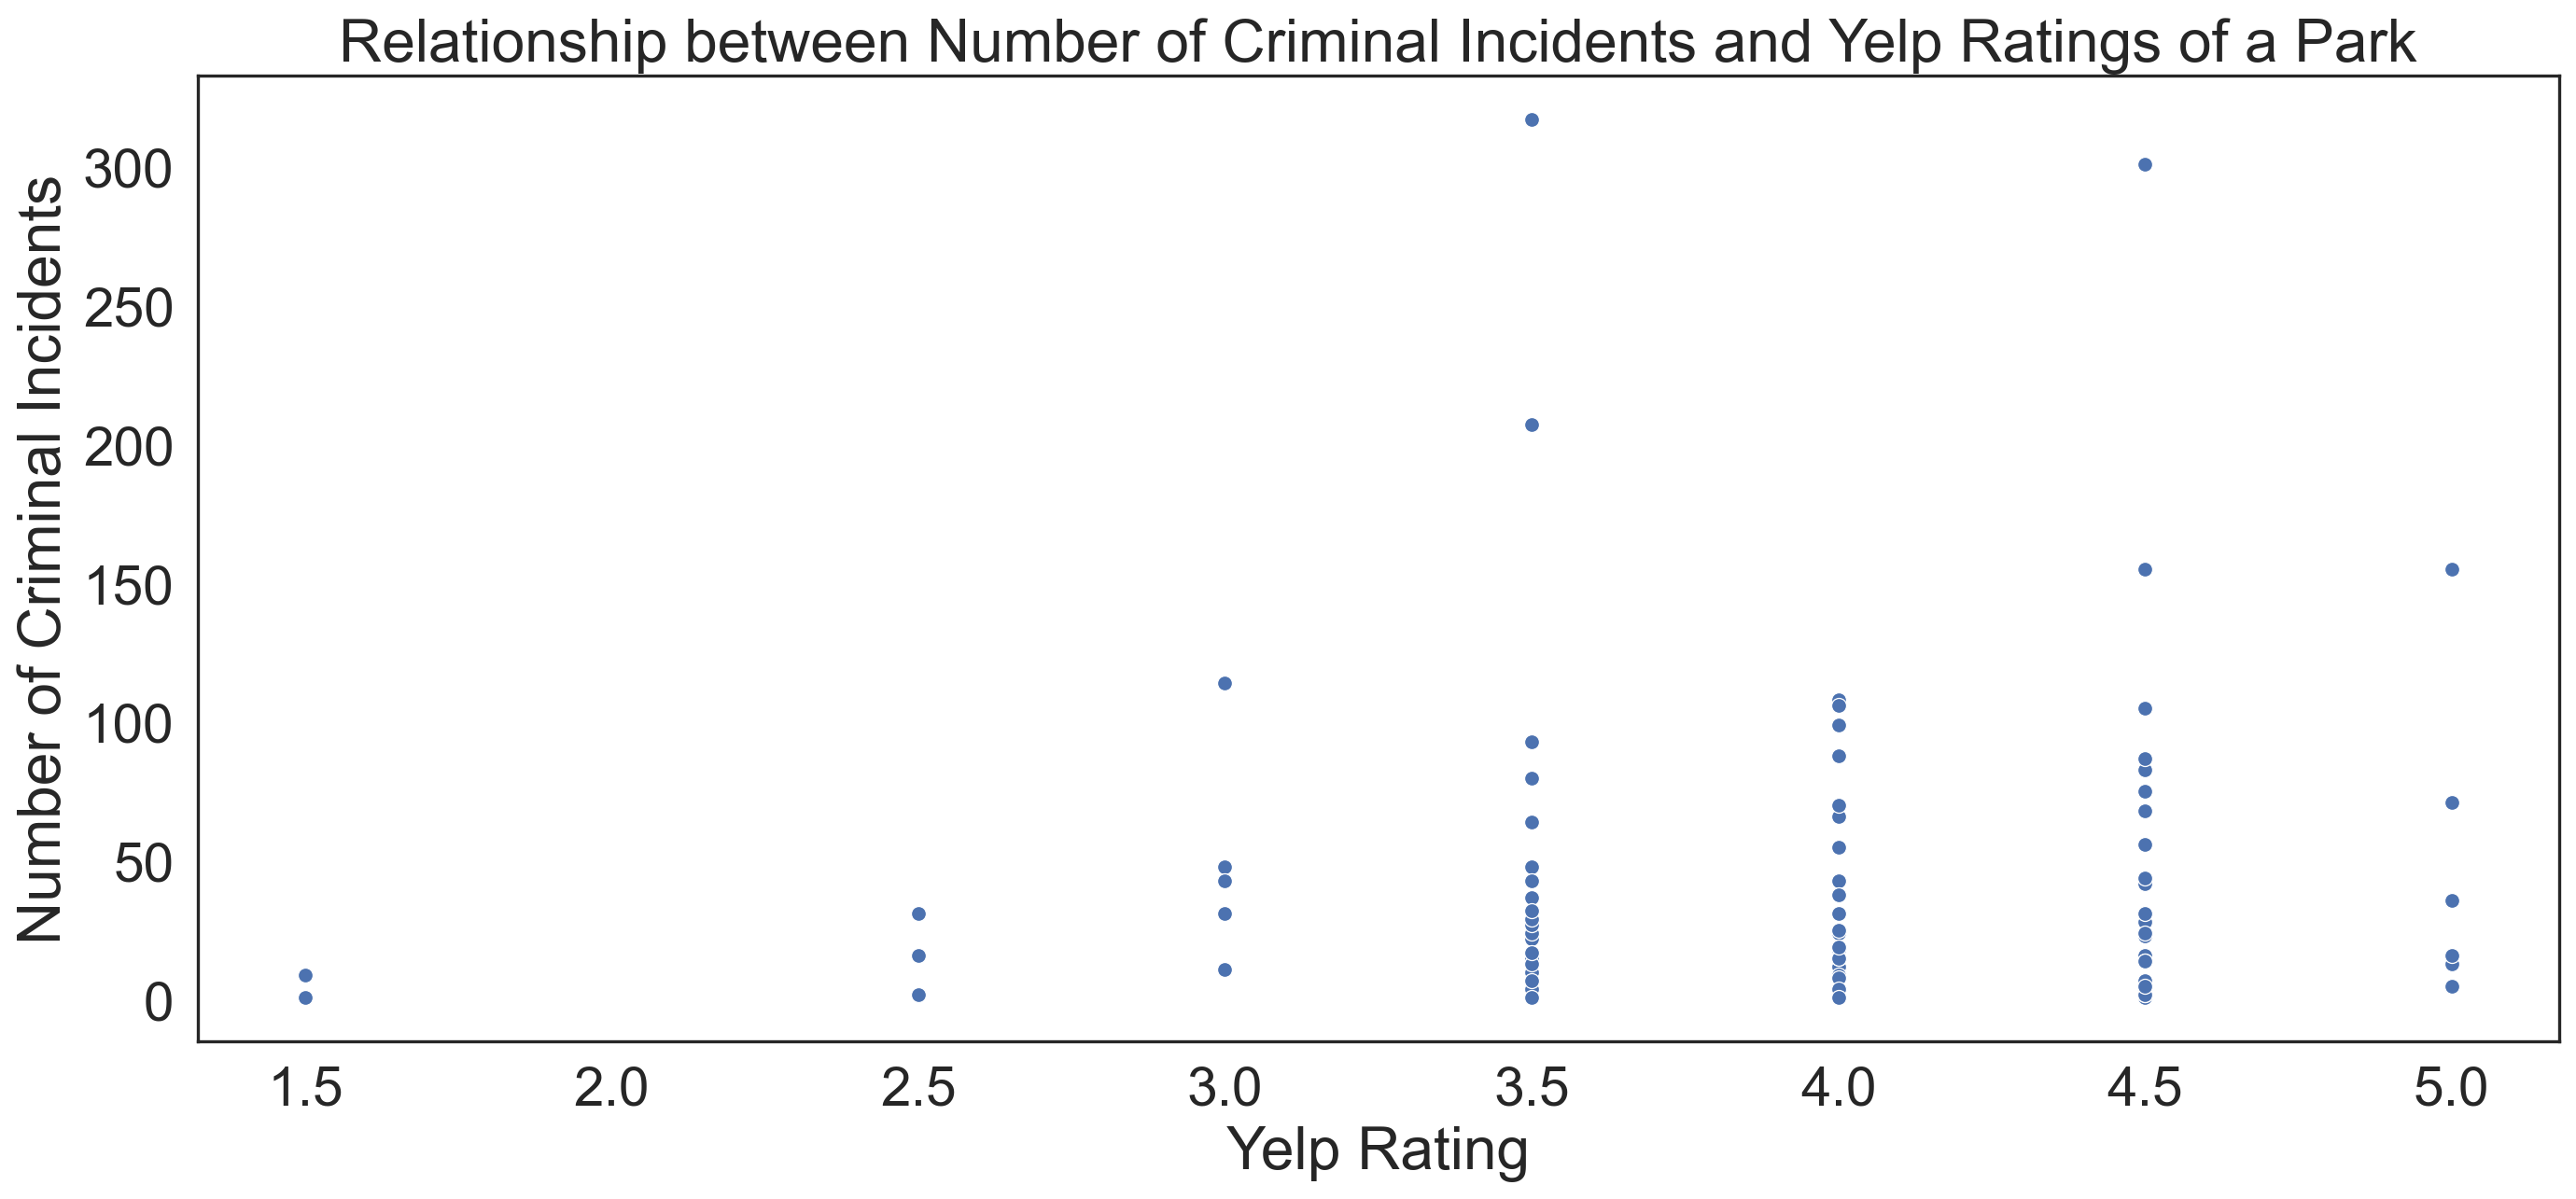 Relationship between Number of Criminal Incidents and Yelp Ratings of a Park
Number of Criminal Incidents
300
250
200
150
100
50
0
1.5 2.0 2.5 3.0 3.5 4.0 4.5 5.0
Yelp Rating